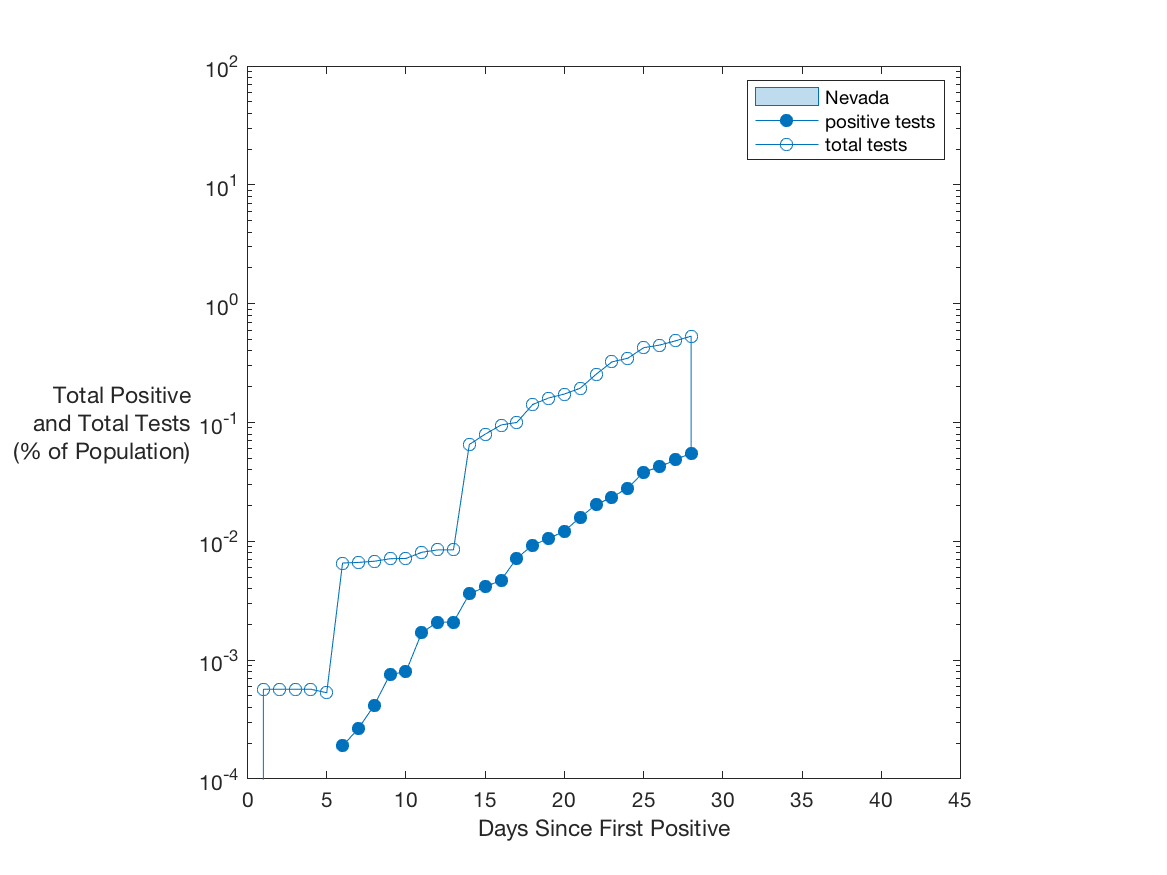 10^2
10^1
10^0
10^-1
10^-2
10^-3
10^-4
Total Positive
and Total Tests
(% of Population)
Nevada
positive tests
total tests
0 5 10 15 20 25 30 35 40 45
Days Since First Positive